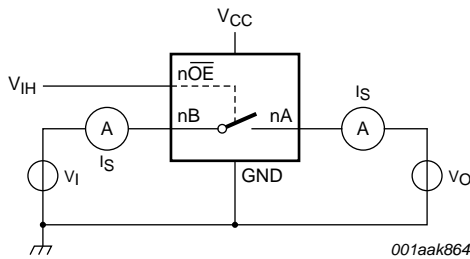 VCC
nOE
VIH
nB
nA
IS
A
A
IS
GND
VI
VO
001aak864